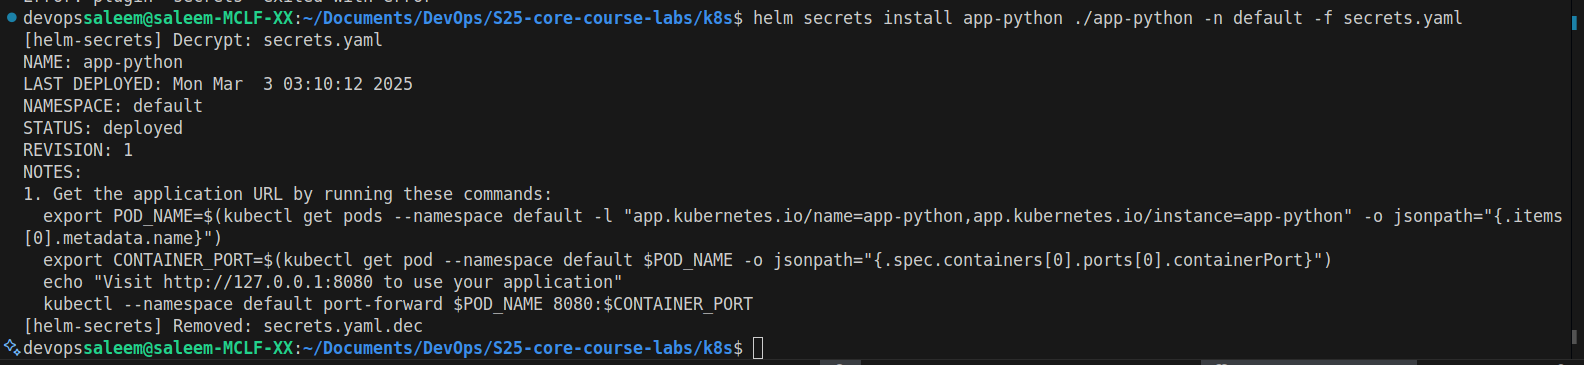 devopssaleem@saleem-MCLF-XX:~/Documents/DevOps/S25-core-course-labs/k8s$ helm secrets install app-python ./app-python -n default -f secrets.yaml
[helm-secrets] Decrypt: secrets.yaml
NAME: app-python
LAST DEPLOYED: Mon Mar  3 03:10:12 2025
NAMESPACE: default
STATUS: deployed
REVISION: 1
NOTES:
1. Get the application URL by running these commands:
  export POD_NAME=$(kubectl get pods --namespace default -l "app.kubernetes.io/name=app-python,app.kubernetes.io/instance=app-python" -o jsonpath="{.items
[0].metadata.name}")
  export CONTAINER_PORT=$(kubectl get pod --namespace default $POD_NAME -o jsonpath="{.spec.containers[0].ports[0].containerPort}")
  echo "Visit http://127.0.0.1:8080 to use your application"
  kubectl --namespace default port-forward $POD_NAME 8080:$CONTAINER_PORT
[helm-secrets] Removed: secrets.yaml.dec
devopssaleem@saleem-MCLF-XX:~/Documents/DevOps/S25-core-course-labs/k8s$